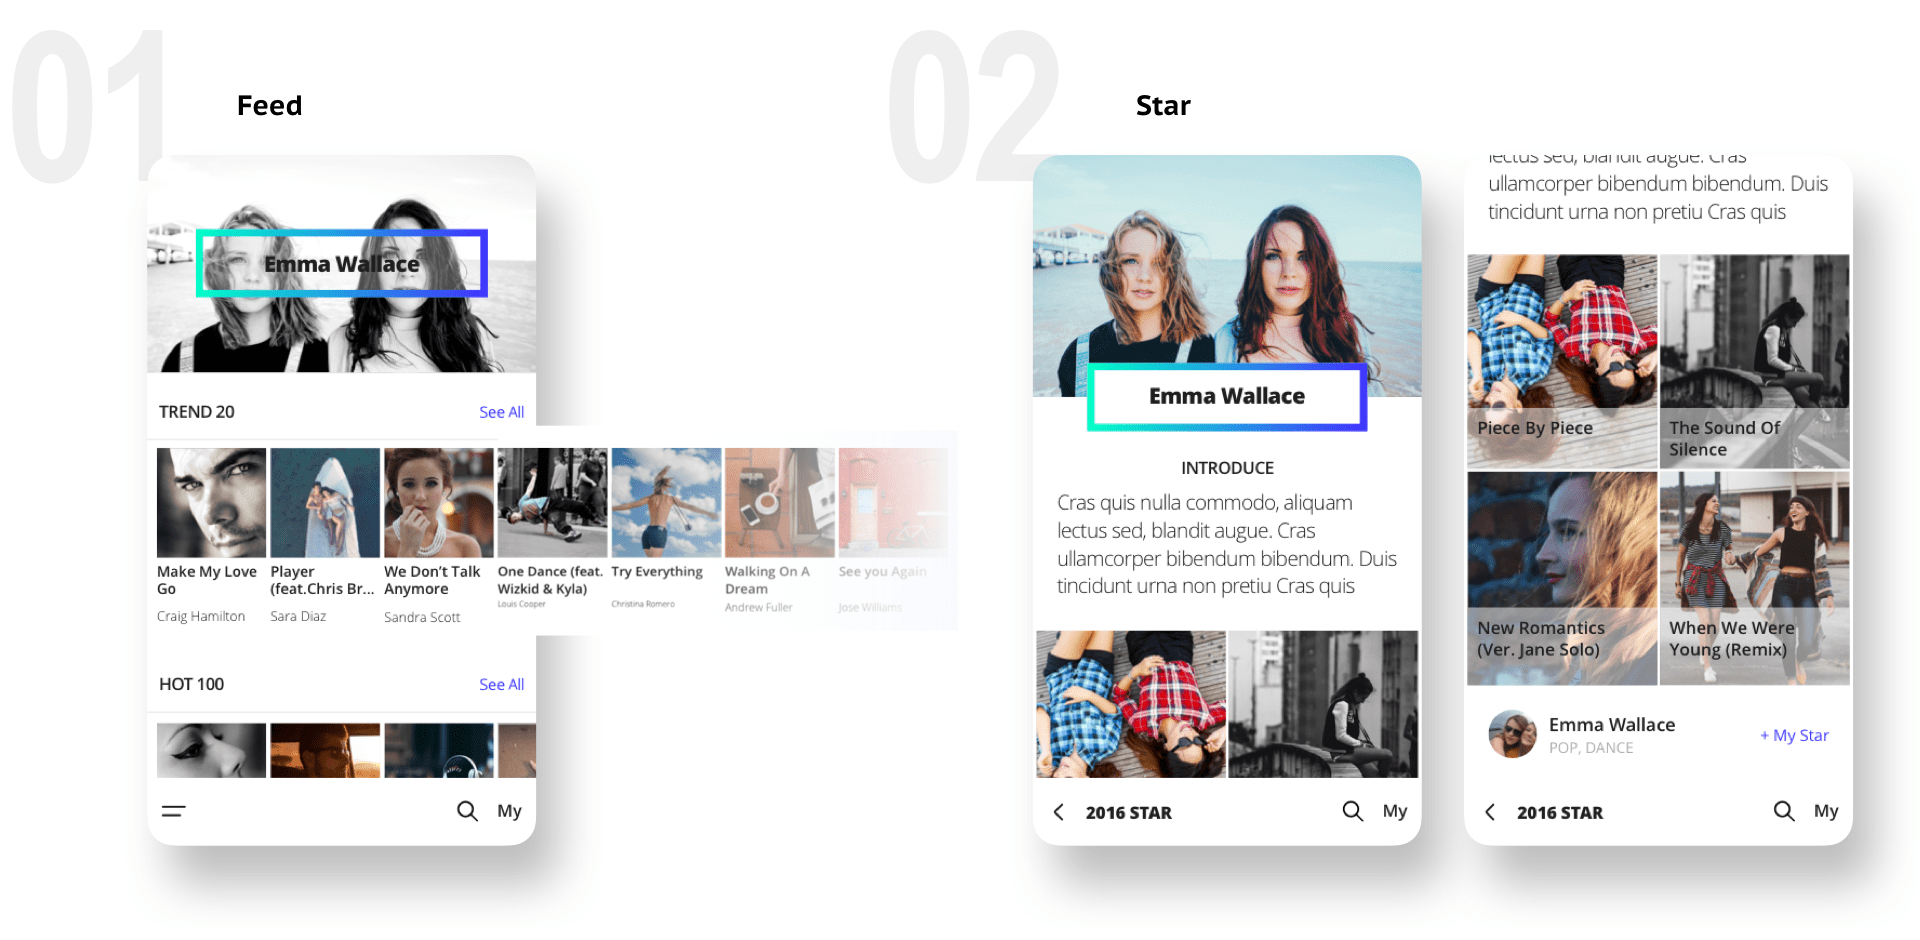 01
Feed
Emma Wallace
TREND 20
See All
Make My Love
Go
Craig Hamilton
Player
(feat.Chris Br...
Sara Diaz
We Don't Talk
Anymore
Sandra Scott
One Dance (feat.
Wizkid & Kyla)
Louis Cooper
Try Everything
Christina Romero
Walking On A
Dream
Andrew Fuller
See you Again
Jose Williams
HOT 100
See All
My
02
Star
Emma Wallace
INTRODUCE
Cras quis nulla commodo, aliquam
lectus sed, blandit augue. Cras
ullamcorper bibendum bibendum. Duis
tincidunt urna non pretiu Cras quis
2016 STAR
My
lectus sed, blandit augue. Cras
ullamcorper bibendum bibendum. Duis
tincidunt urna non pretiu Cras quis
Piece By Piece
The Sound Of
Silence
New Romantics
(Ver. Jane Solo)
When We Were
Young (Remix)
Emma Wallace
POP, DANCE
+ My Star
2016 STAR
My